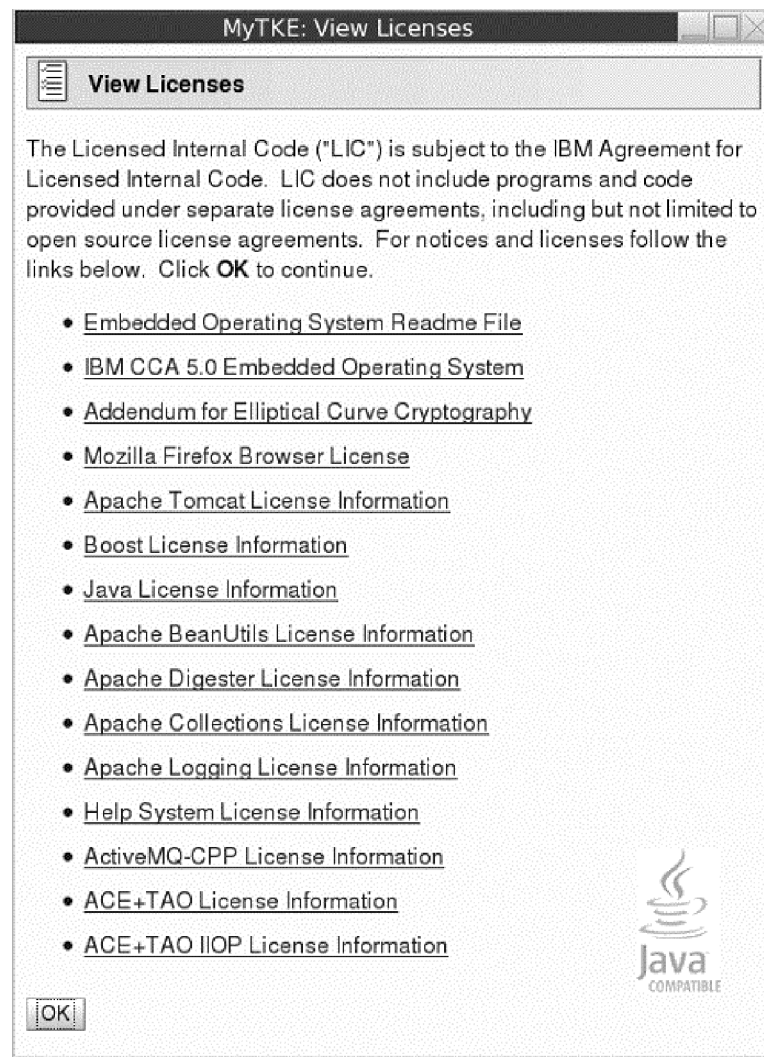 MyTKE: View Licenses
View Licenses
The Licensed Internal Code ("LIC") is subject to the IBM Agreement for
Licensed Internal Code. LIC does not include programs and code
provided under separate license agreements, including but not limited to
open source license agreements. For notices and licenses follow the
links below. Click OK to continue.
• Embedded Operating System Readme File
• IBM CCA 5.0 Embedded Operating System
• Addendum for Elliptical Curve Cryptography
• Mozilla Firefox Browser License
• Apache Tomcat License Information
• Boost License Information
• Java License Information
• Apache BeanUtils License Information
• Apache Digester License Information
• Apache Collections License Information
• Apache Logging License Information
• Help System License Information
• ActiveMQ-CPP License Information
• ACE+TAO License Information
• ACE+TAO IIOP License Information
Java
COMPATIBLE
OK